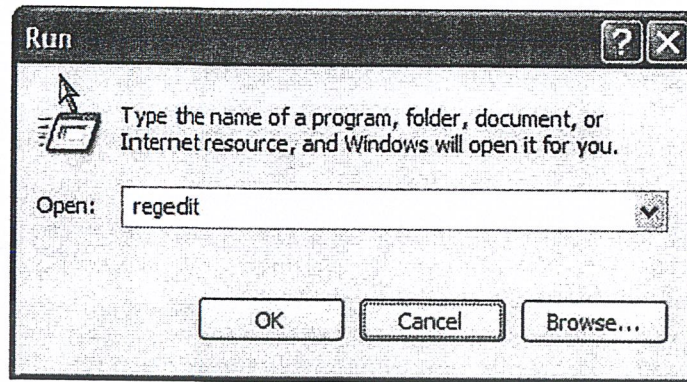 Run
Type the name of a program, folder, document, or
Internet resource, and Windows will open it for you.
Open: regedit
OK Cancel Browse...